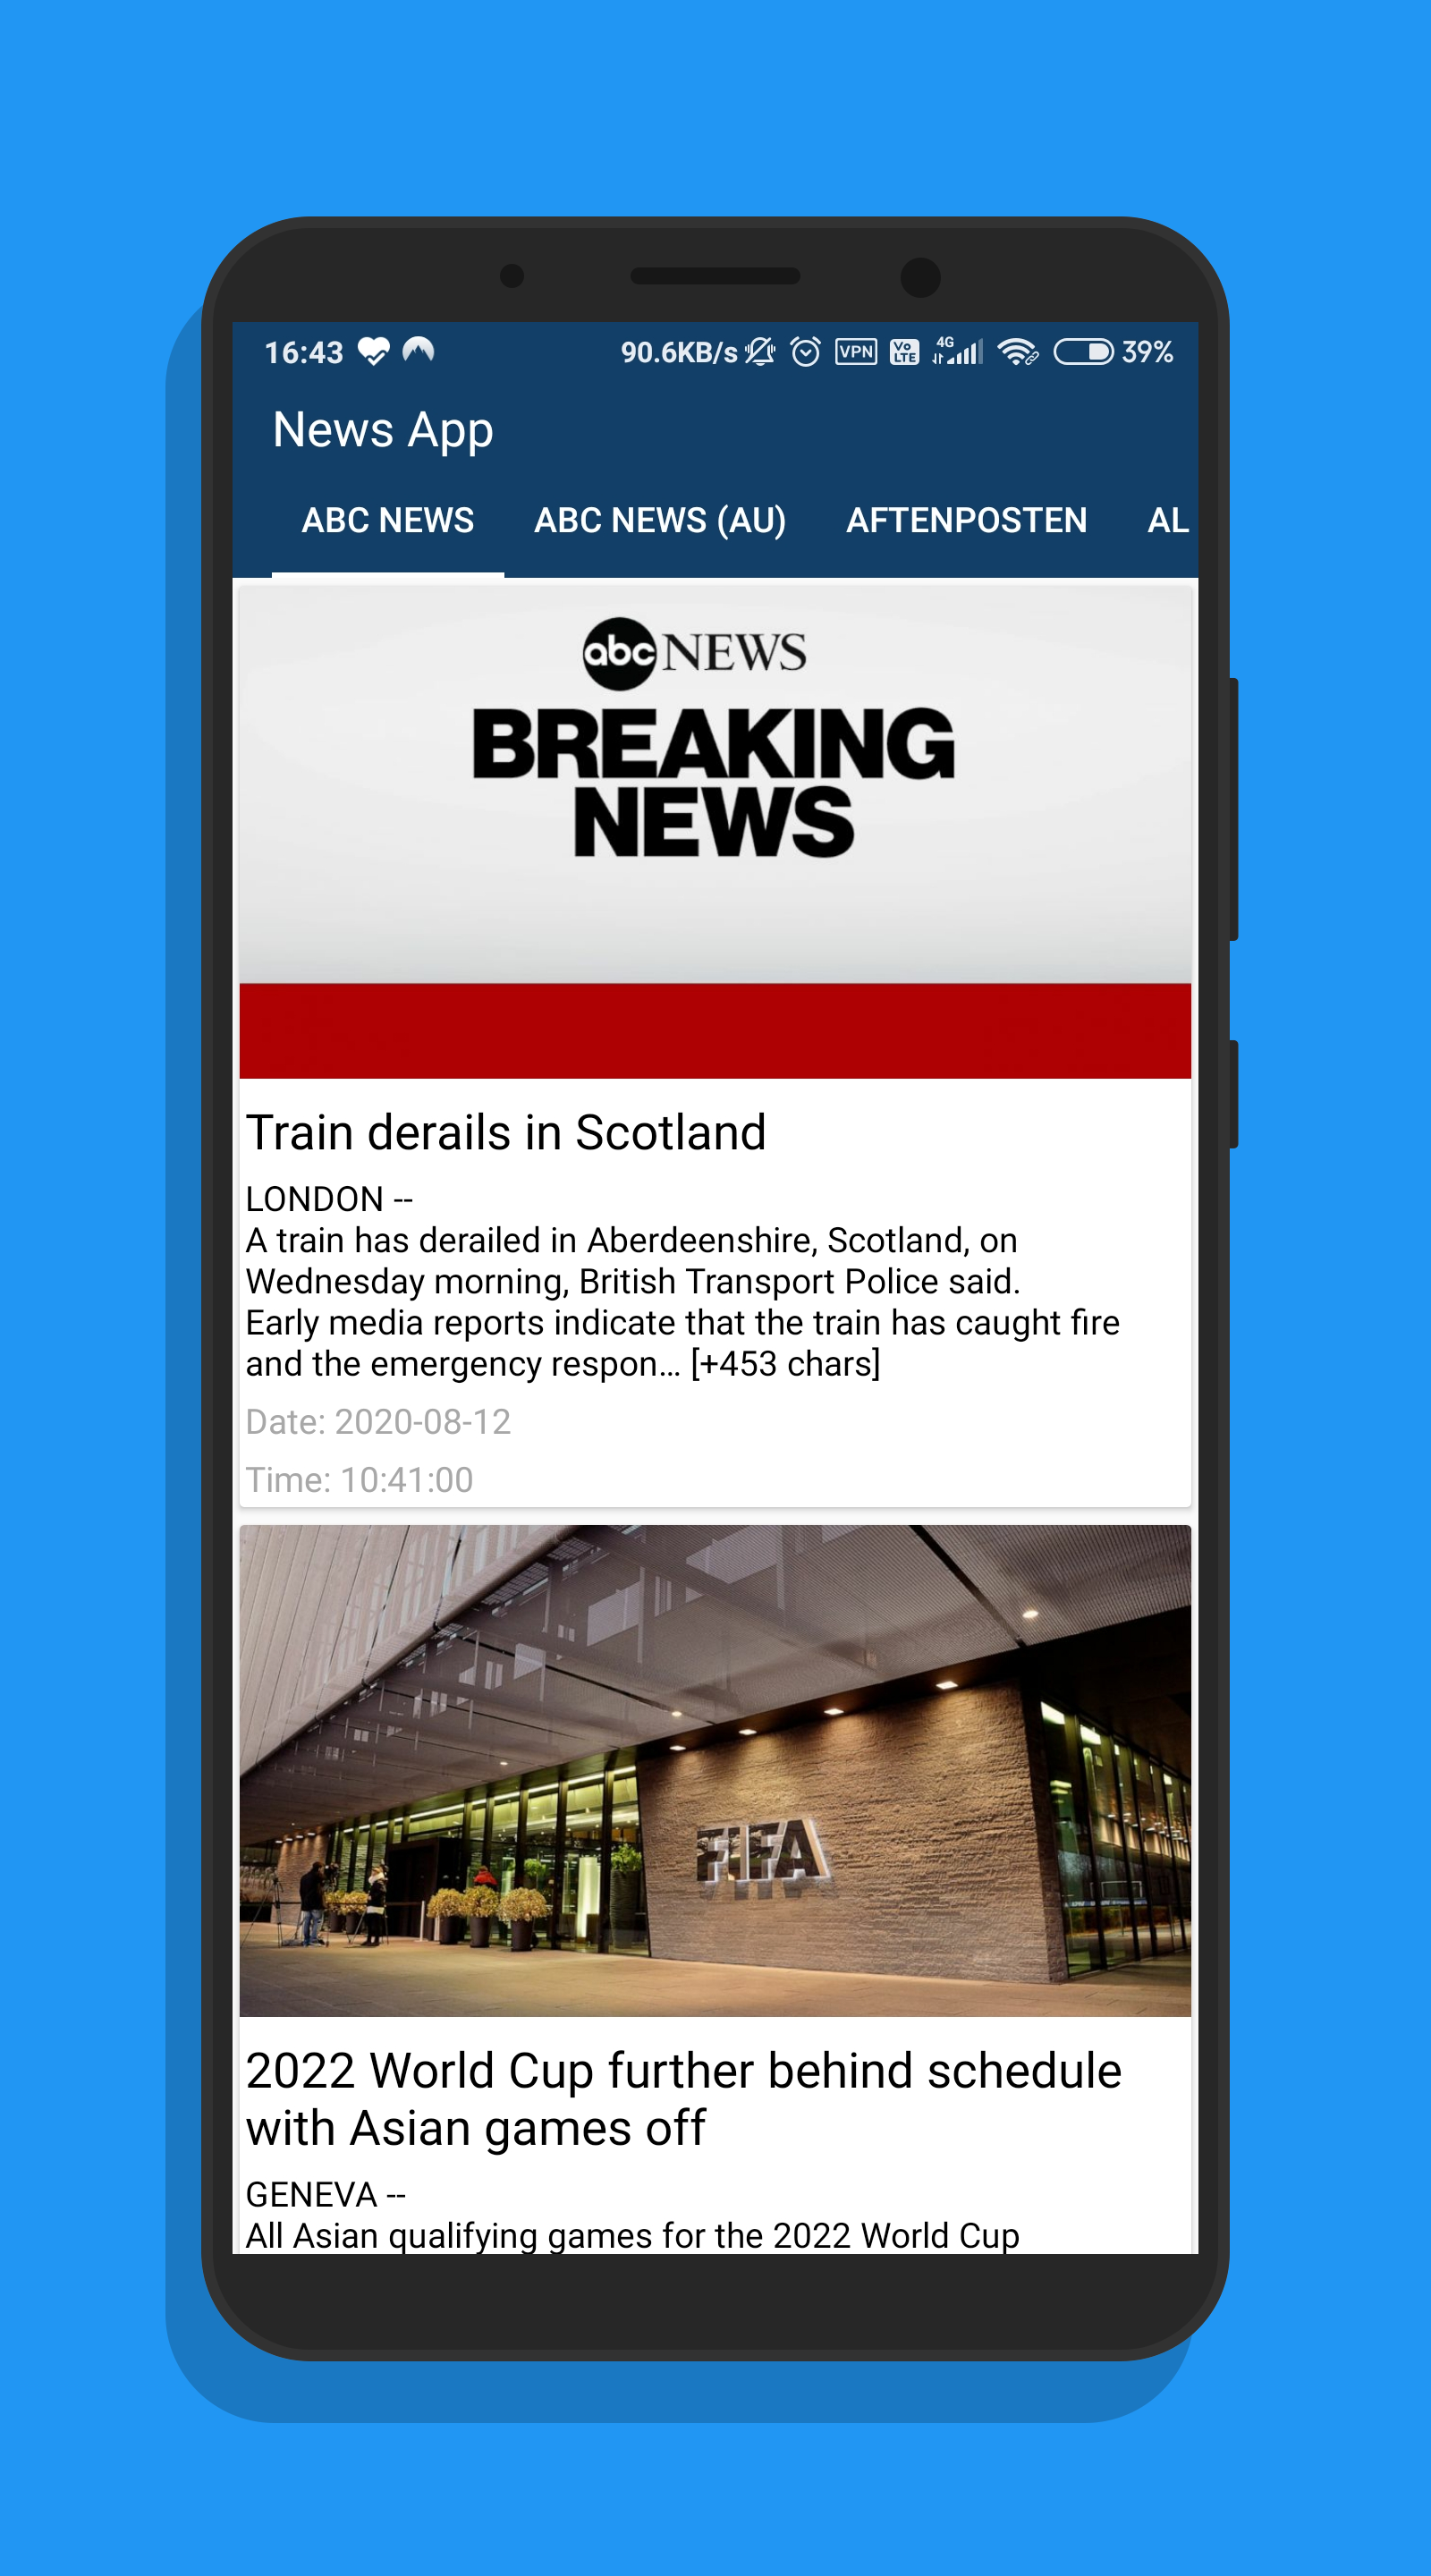 16:43 90.6KB/s VPN Vo LTE 4G 39%
News App
ABC NEWS ABC NEWS (AU) AFTENPOSTEN AL
abc NEWS
BREAKING
NEWS
Train derails in Scotland
LONDON --
A train has derailed in Aberdeenshire, Scotland, on
Wednesday morning, British Transport Police said.
Early media reports indicate that the train has caught fire
and the emergency respon… [+453 chars]
Date: 2020-08-12
Time: 10:41:00
FIFA
2022 World Cup further behind schedule
with Asian games off
GENEVA --
All Asian qualifying games for the 2022 World Cup